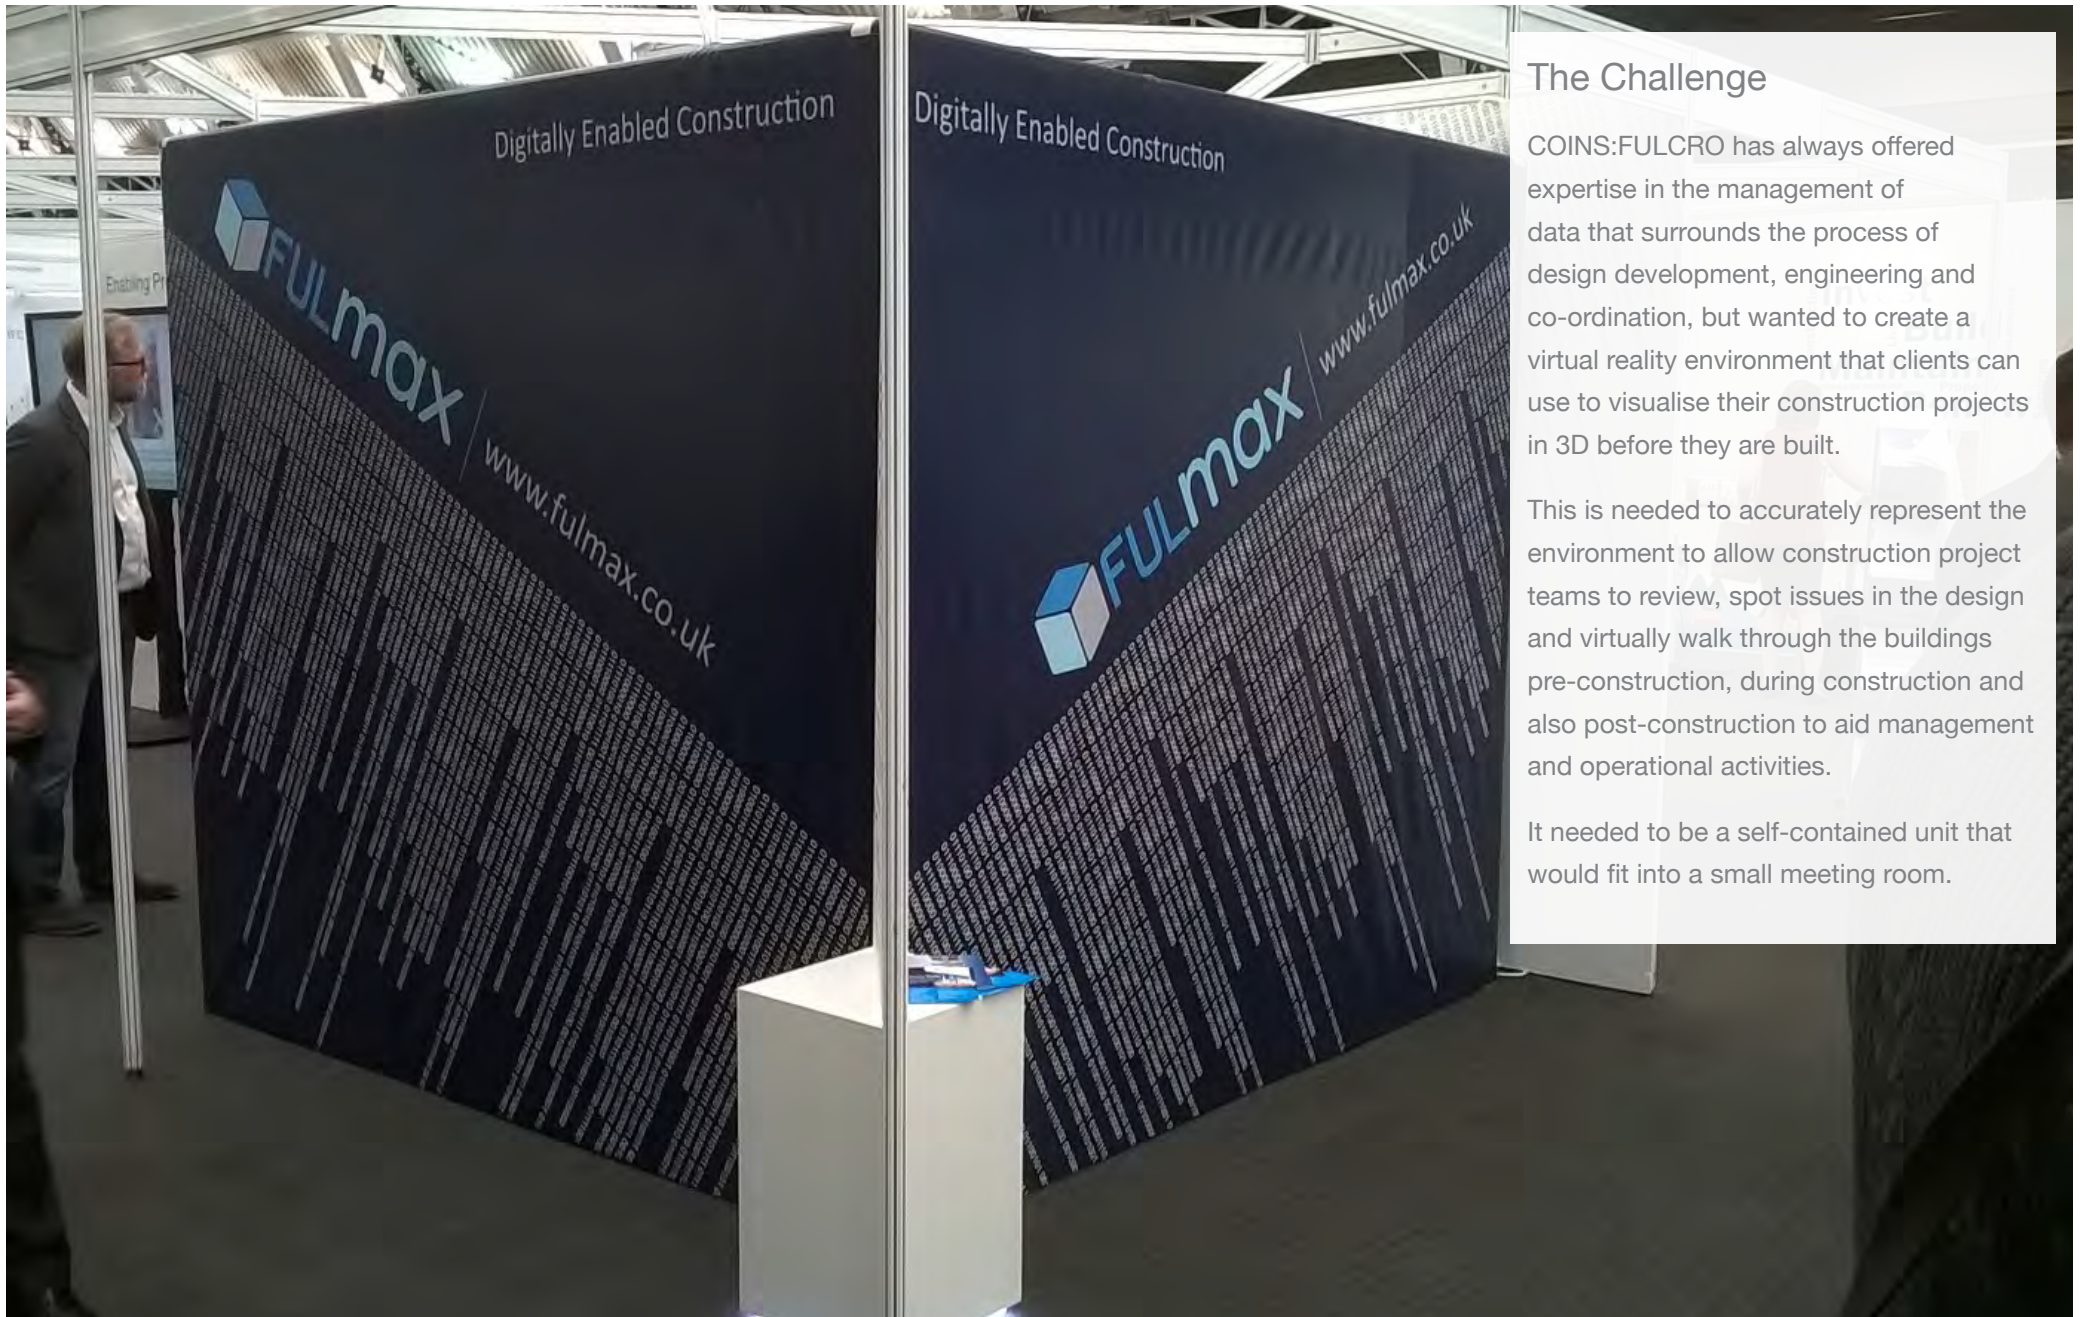 Digitally Enabled Construction
FULmax | www.fulmax.co.uk
Digitally Enabled Construction
FULmax | www.fulmax.co.uk
Enabling
The Challenge
COINS:FULCRO has always offered
expertise in the management of
data that surrounds the process of
design development, engineering and
co-ordination, but wanted to create a
virtual reality environment that clients can
use to visualise their construction projects
in 3D before they are built.
This is needed to accurately represent the
environment to allow construction project
teams to review, spot issues in the design
and virtually walk through the buildings
pre-construction, during construction and
also post-construction to aid management
and operational activities.
It needed to be a self-contained unit that
would fit into a small meeting room.